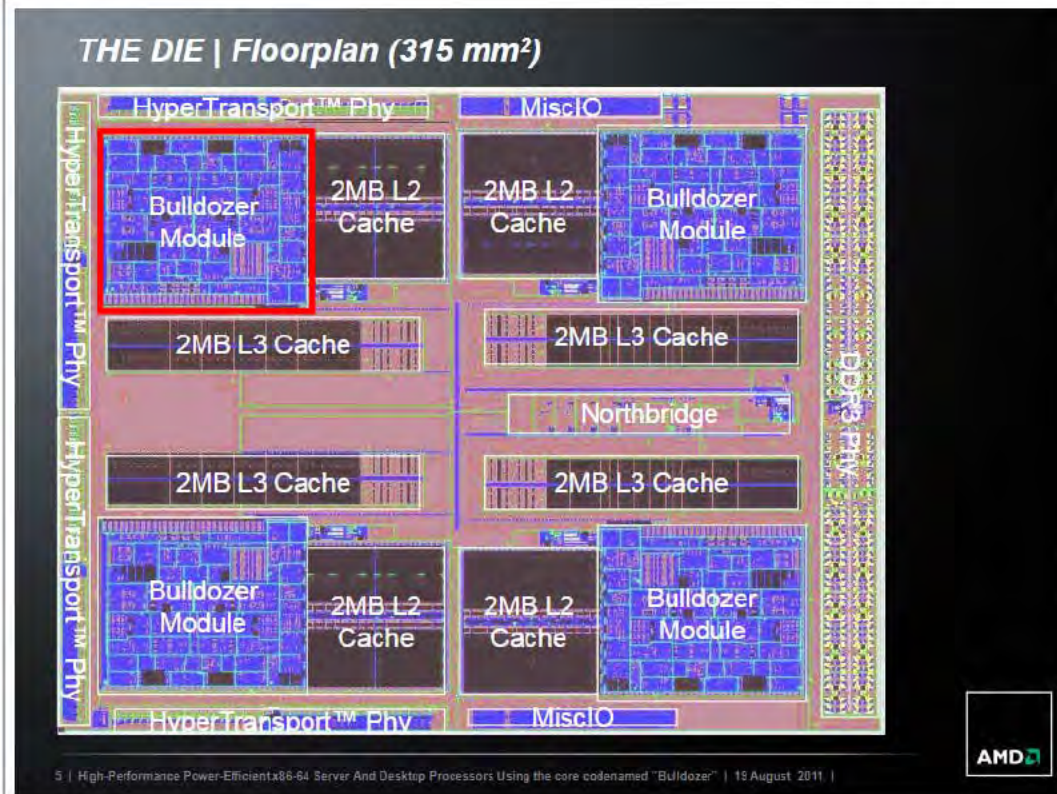 THE DIE | Floorplan (315 mm²)
HyperTransport™ Phy
MiscIO
HyperTransport™ Phy
Bulldozer
Module
2MB L2
Cache
2MB L2
Cache
Bulldozer
Module
2MB L3 Cache
2MB L3 Cache
DDR3 Phy
Northbridge
2MB L3 Cache
2MB L3 Cache
HyperTransport™ Phy
Bulldozer
Module
2MB L2
Cache
2MB L2
Cache
Bulldozer
Module
HyperTransport™ Phy
MiscIO
AMD
5 | High-Performance Power-Efficient x86-64 Server And Desktop Processors Using the core codenamed "Bulldozer" | 19 August 2011 |